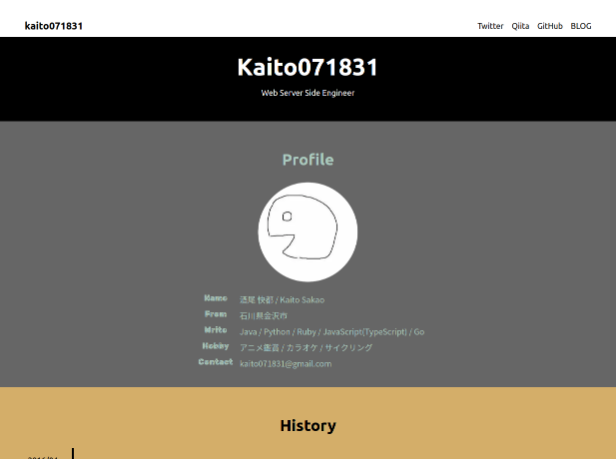 kaito071831
Twitter Qiita GitHub BLOG
Kaito071831
Web Server Side Engineer
Profile
Name 逢尾 快都 / Kaito Sakao
From 石川県金沢市
Write Java / Python / Ruby / JavaScript(TypeScript) / Go
Hobby アニメ鑑賞 / カラオケ / サイクリング
Contact kaito071831@gmail.com
History